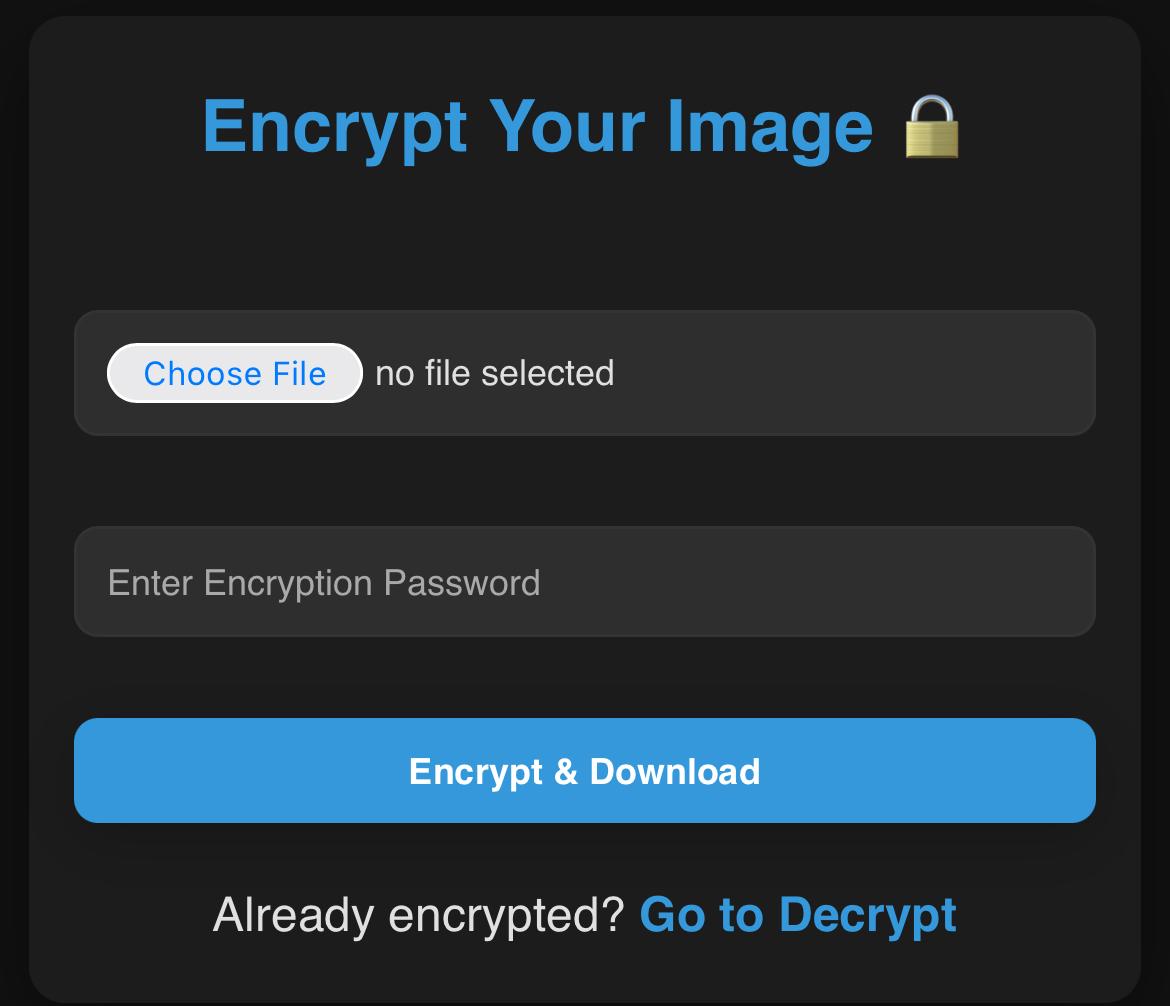 Encrypt Your Image 🔒
Choose File no file selected
Enter Encryption Password
Encrypt & Download
Already encrypted? Go to Decrypt